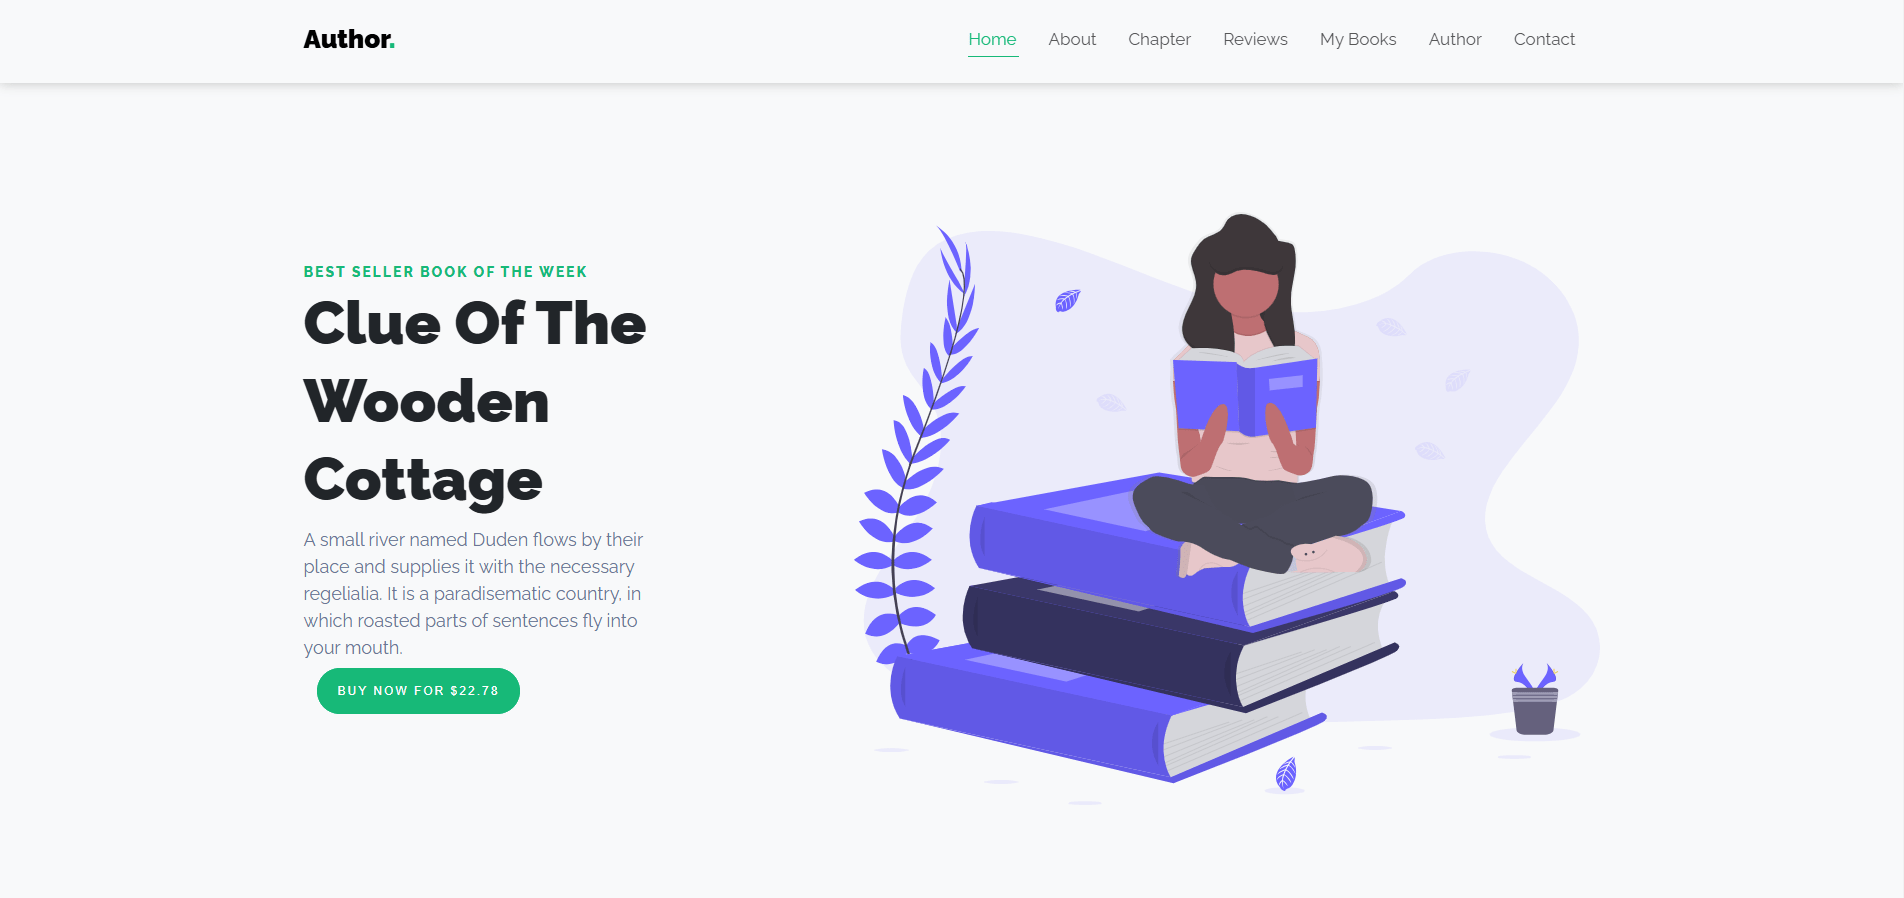 Author.
Home About Chapter Reviews My Books Author Contact
BEST SELLER BOOK OF THE WEEK
Clue Of The
Wooden
Cottage
A small river named Duden flows by their
place and supplies it with the necessary
regelialia. It is a paradisematic country, in
which roasted parts of sentences fly into
your mouth.
BUY NOW FOR $22.78